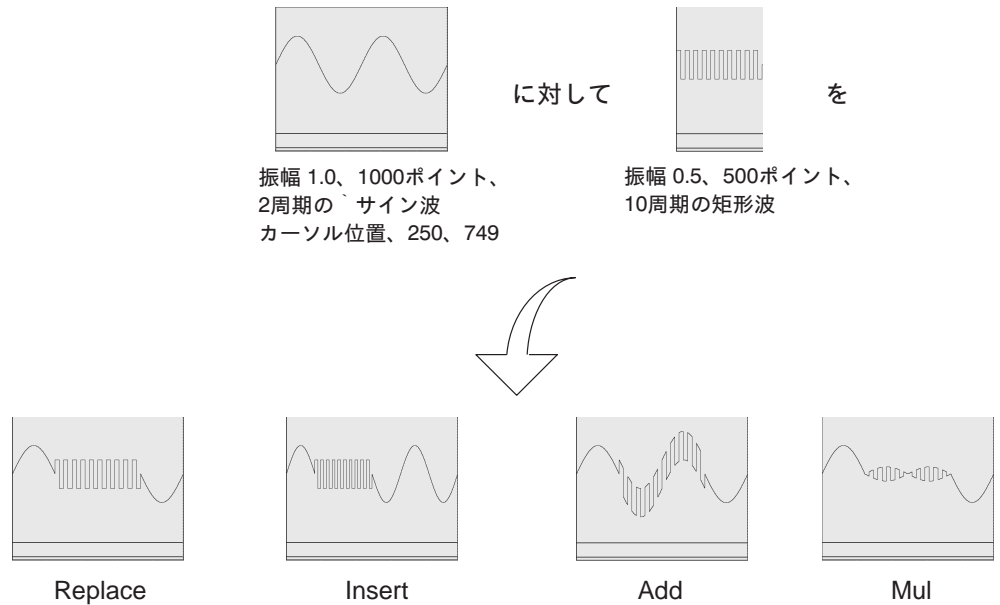 に対して
を
振幅 1.0、1000ポイント、
2周期の`サイン波
カーソル位置、250、749
振幅 0.5、500ポイント、
10周期の矩形波
Replace
Insert
Add
Mul